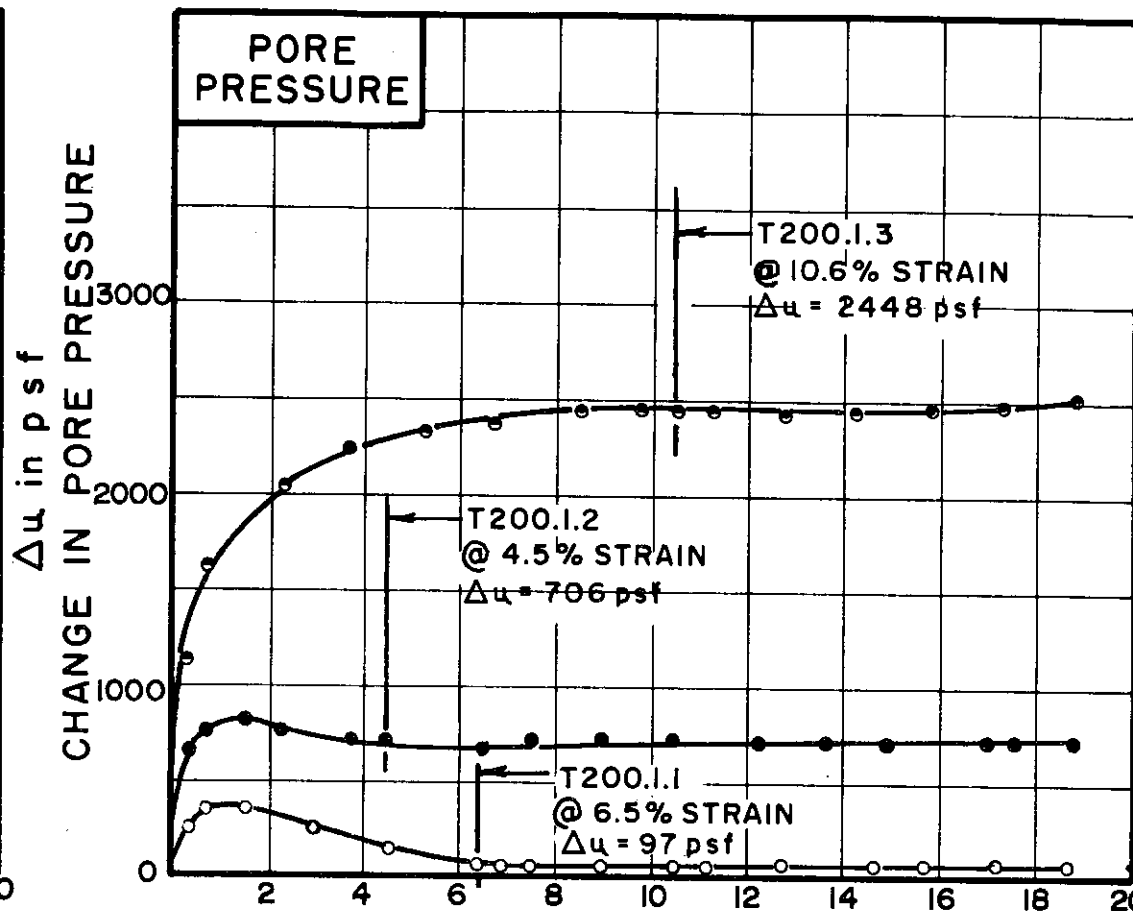 PORE
PRESSURE
Δu in psf
CHANGE IN PORE PRESSURE
3000
2000
1000
0
T200.1.3
@ 10.6% STRAIN
Δu = 2448 psf
T200.1.2
@ 4.5% STRAIN
Δu = 706 psf
T200.1.1
@ 6.5% STRAIN
Δu = 97 psf
0
2 4 6 8 10 12 14 16 18 20